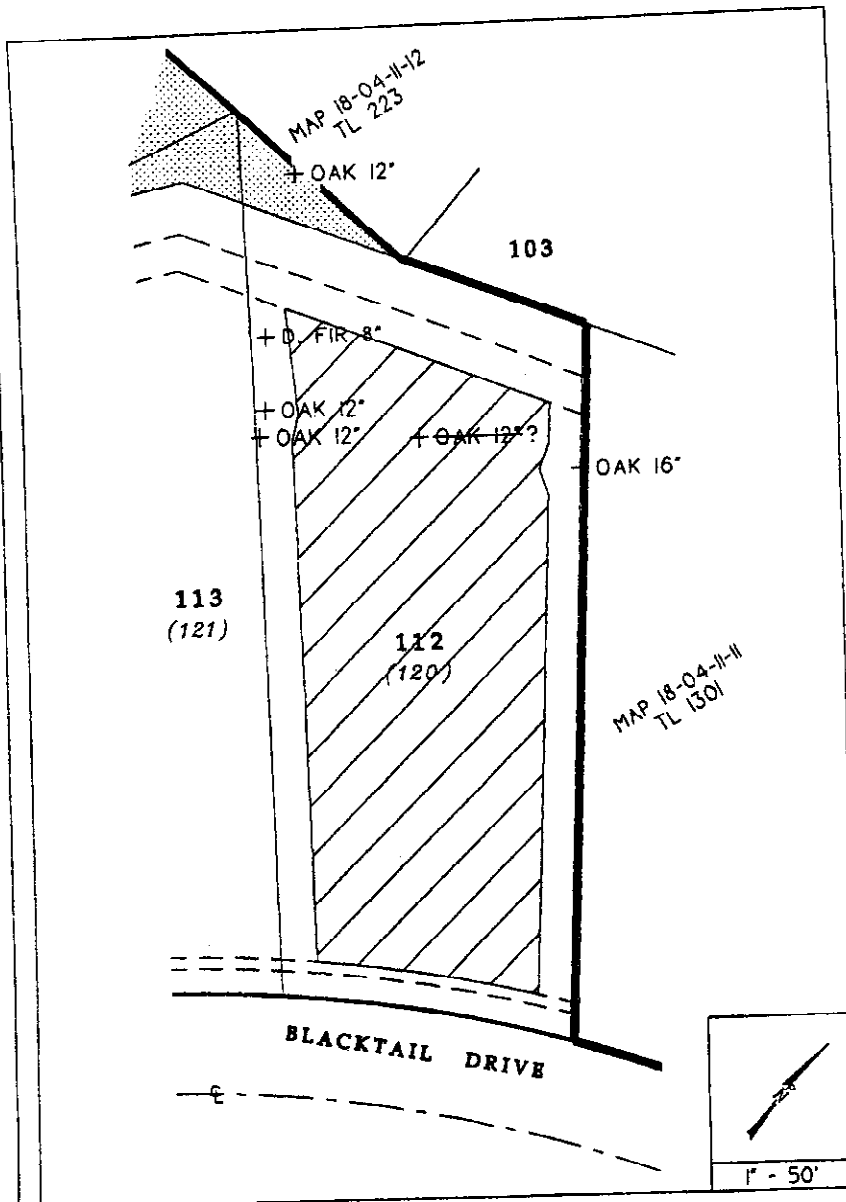 MAP 18-04-11-12
TL 223
OAK 12"
103
D. FIR 8"
OAK 12"
OAK 12"
OAK 12"?
OAK 16"
113
(121)
112
(120)
MAP 18-04-11-11
TL 1301
BLACKTAIL DRIVE
℄
N
1" - 50'